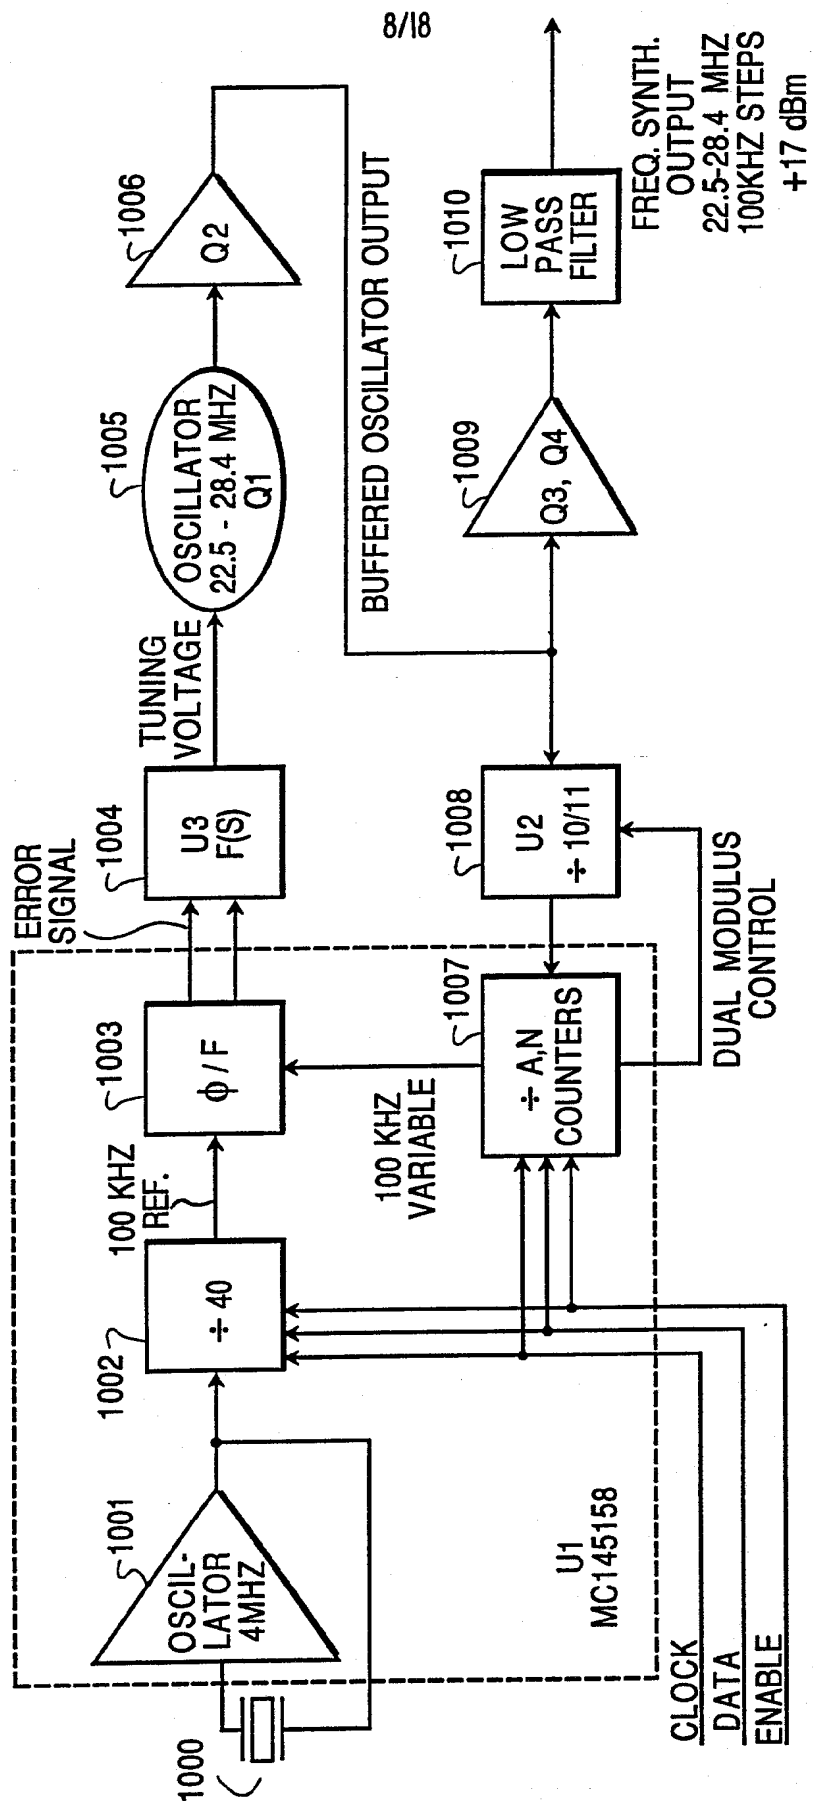 8/18
1000
1001
OSCIL-
LATOR
4MHZ
1002
÷ 40
100 KHZ
REF.
1003
ϕ / F
ERROR
SIGNAL
1004
U3
F(S)
TUNING
VOLTAGE
1005
OSCILLATOR
22.5 - 28.4 MHZ
Q1
1006
Q2
BUFFERED OSCILLATOR OUTPUT
U1
MC145158
100 KHZ
VARIABLE
1007
÷ A,N
COUNTERS
1008
U2
÷ 10/11
1009
Q3, Q4
1010
LOW
PASS
FILTER
FREQ. SYNTH.
OUTPUT
22.5-28.4 MHZ
100KHZ STEPS
+17 dBm
DUAL MODULUS
CONTROL
CLOCK
DATA
ENABLE